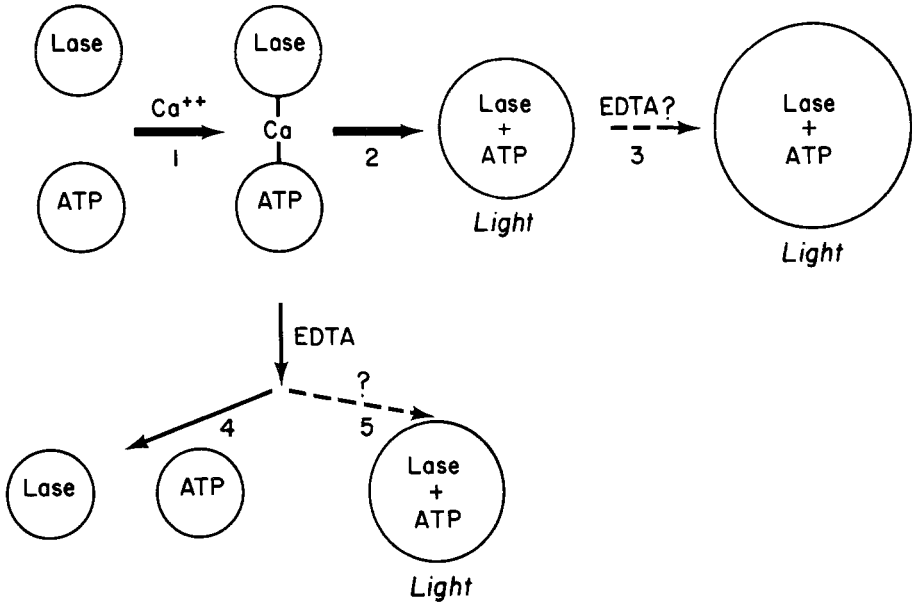 Lase
Lase
Ca++
1
Ca
2
Lase
+
ATP
Light
EDTA?
3
Lase
+
ATP
Light
ATP
ATP
EDTA
4
?
5
Lase
ATP
Lase
+
ATP
Light